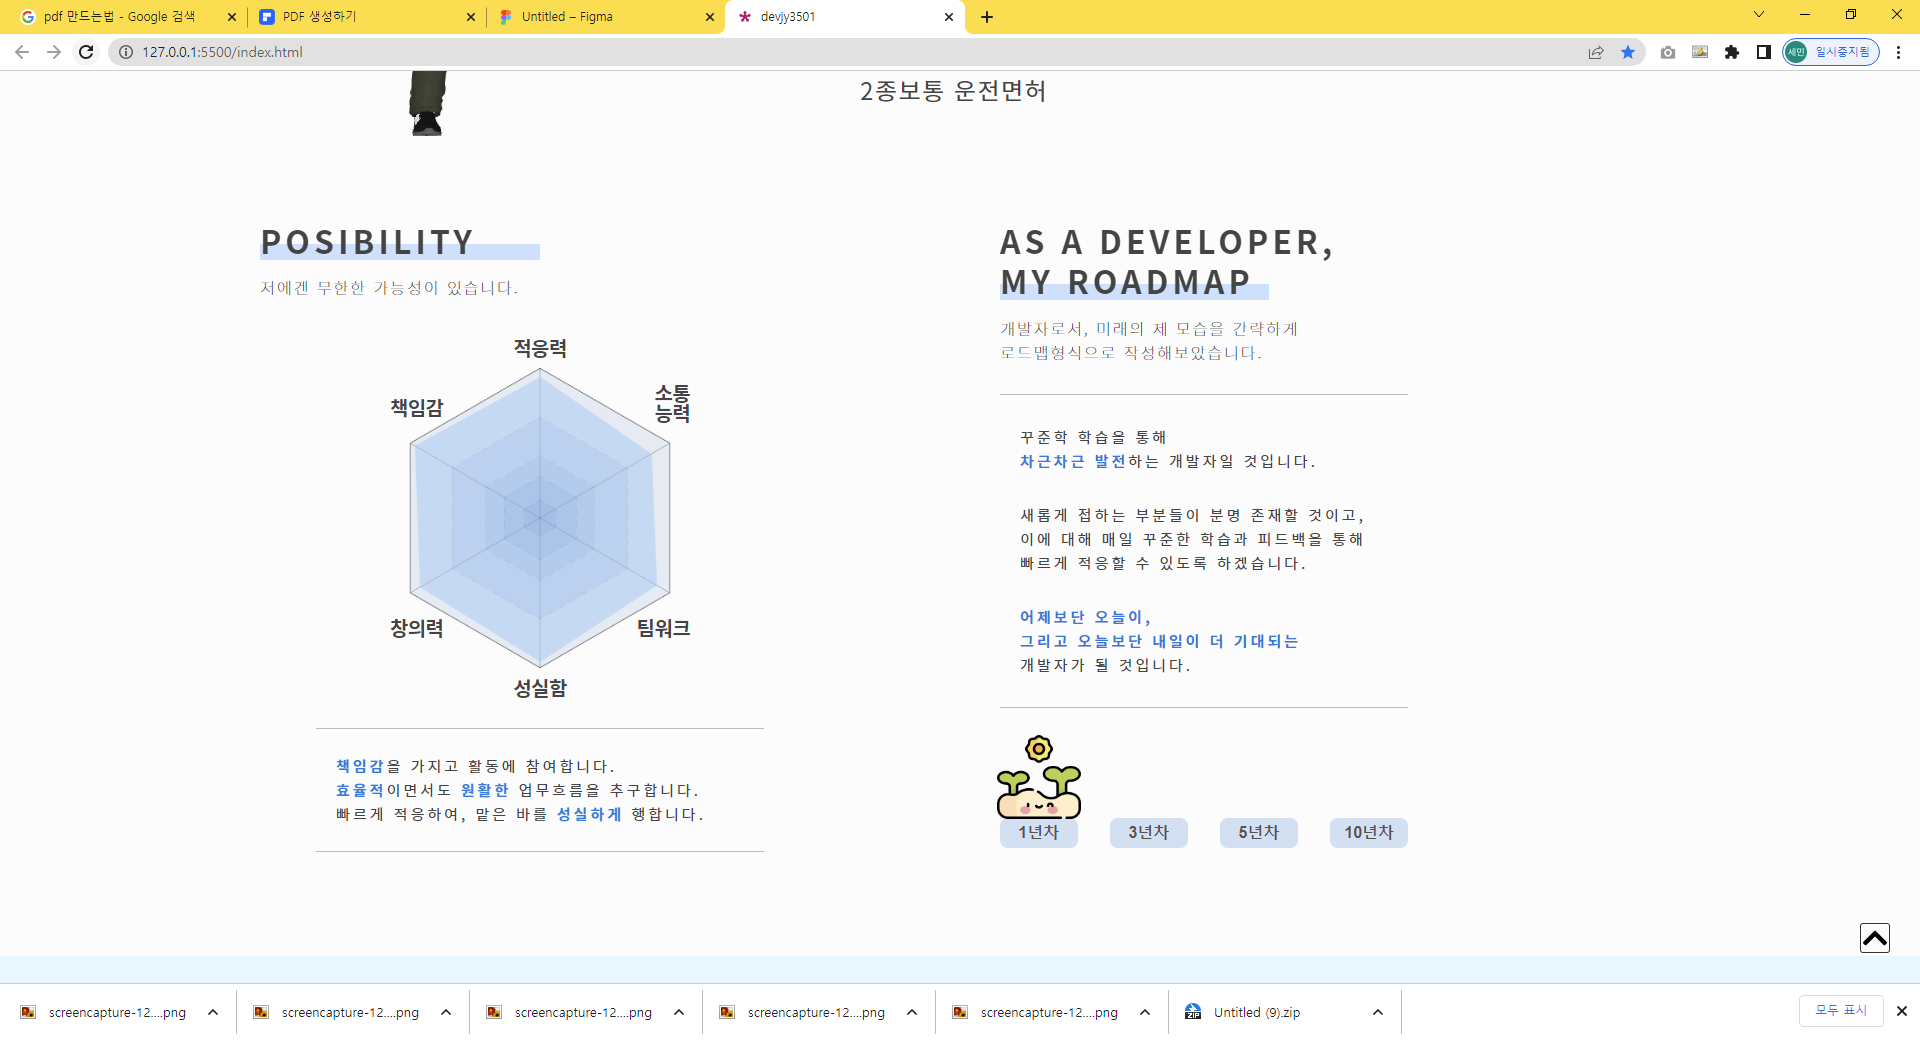 pdf 만드는법 - Google 검색
PDF 생성하기
Untitled – Figma
devjy3501
127.0.0.1:5500/index.html
세민
일시중지됨
2종보통 운전면허
POSIBILITY
저에겐 무한한 가능성이 있습니다.
적응력
소통
능력
책임감
창의력
팀워크
성실함
책임감을 가지고 활동에 참여합니다.
효율적이면서도 원활한 업무흐름을 추구합니다.
빠르게 적응하여, 맡은 바를 성실하게 행합니다.
AS A DEVELOPER,
MY ROADMAP
개발자로서, 미래의 제 모습을 간략하게
로드맵형식으로 작성해보았습니다.
꾸준학 학습을 통해
차근차근 발전하는 개발자일 것입니다.
새롭게 접하는 부분들이 분명 존재할 것이고,
이에 대해 매일 꾸준한 학습과 피드백을 통해
빠르게 적응할 수 있도록 하겠습니다.
어제보단 오늘이,
그리고 오늘보단 내일이 더 기대되는
개발자가 될 것입니다.
1년차
3년차
5년차
10년차
screencapture-12....png
screencapture-12....png
screencapture-12....png
screencapture-12....png
screencapture-12....png
ZIP
Untitled (9).zip
모두 표시